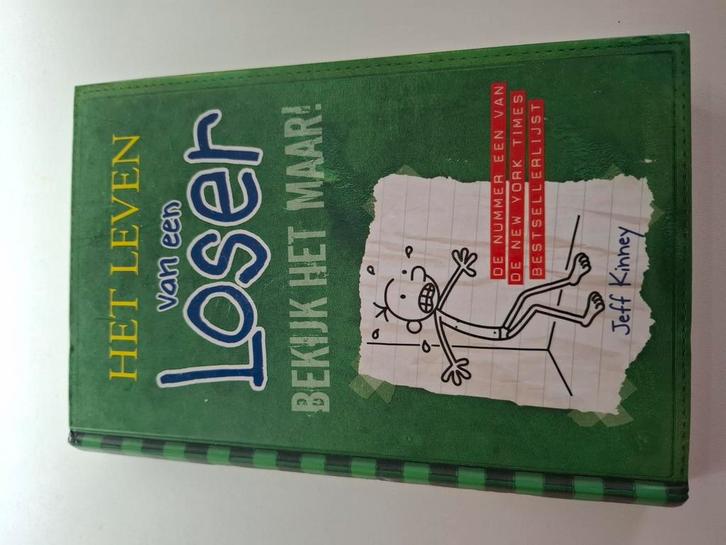 HET LEVEN
van een
Loser
BEKIJK HET MAAR!
DE NUMMER EEN VAN
DE NEW YORK TIMES
BESTSELLERLIJST
Jeff Kinney